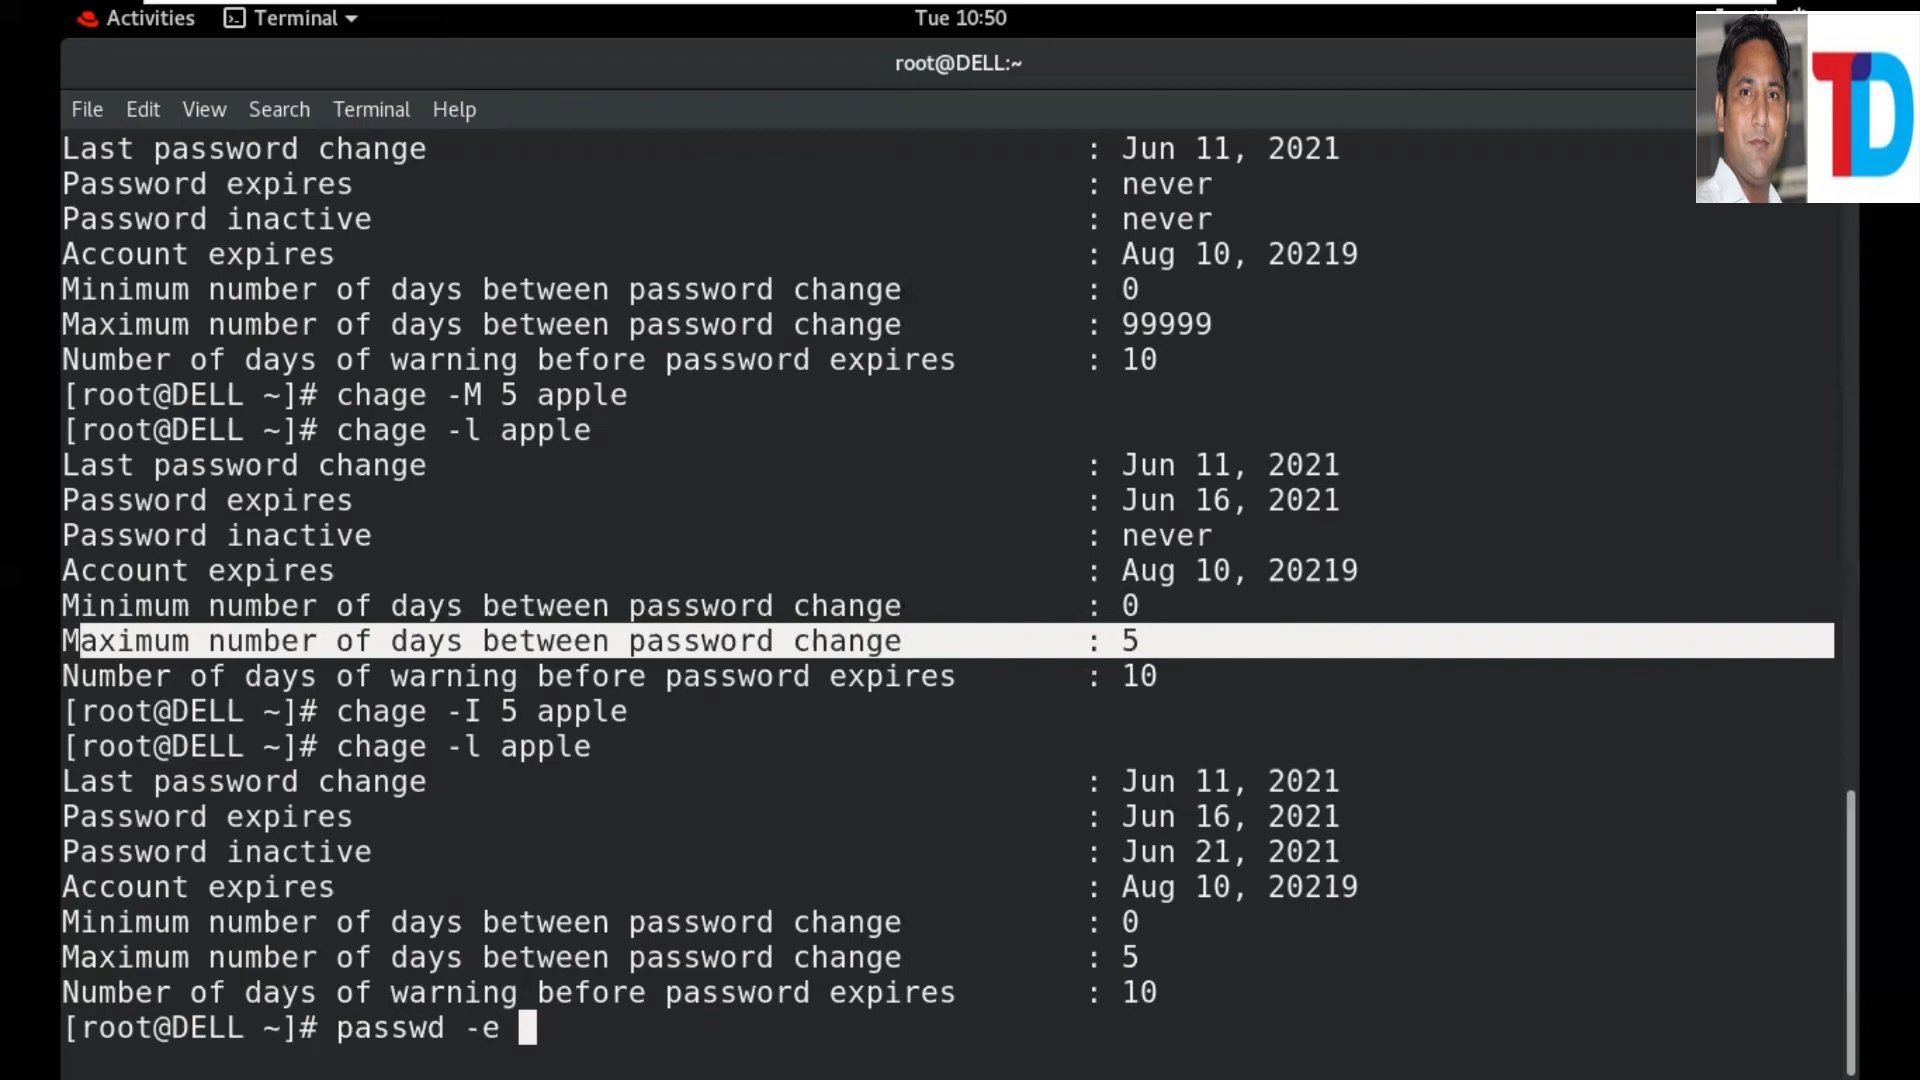 Activities Terminal
Tue 10:50
root@DELL:~
File Edit View Search Terminal Help
TD
Last password change : Jun 11, 2021
Password expires : never
Password inactive : never
Account expires : Aug 10, 20219
Minimum number of days between password change : 0
Maximum number of days between password change : 99999
Number of days of warning before password expires : 10
[root@DELL ~]# chage -M 5 apple
[root@DELL ~]# chage -l apple
Last password change : Jun 11, 2021
Password expires : Jun 16, 2021
Password inactive : never
Account expires : Aug 10, 20219
Minimum number of days between password change : 0
Maximum number of days between password change : 5
Number of days of warning before password expires : 10
[root@DELL ~]# chage -I 5 apple
[root@DELL ~]# chage -l apple
Last password change : Jun 11, 2021
Password expires : Jun 16, 2021
Password inactive : Jun 21, 2021
Account expires : Aug 10, 20219
Minimum number of days between password change : 0
Maximum number of days between password change : 5
Number of days of warning before password expires : 10
[root@DELL ~]# passwd -e